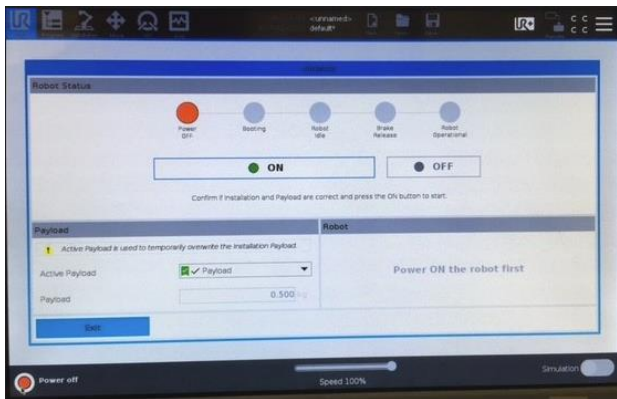 UR
<unnamed>
default*
UR+
C C
C C
Robot Status
Power
OFF
Booting
Robot
Idle
Brake
Release
Robot
Operational
ON
OFF
Confirm if Installation and Payload are correct and press the ON button to start.
Payload
Robot
Active Payload is used to temporarily overwrite the Installation Payload.
Active Payload
Payload
Power ON the robot first
Payload
0.500
Exit
Power off
Speed 100%
Simulation